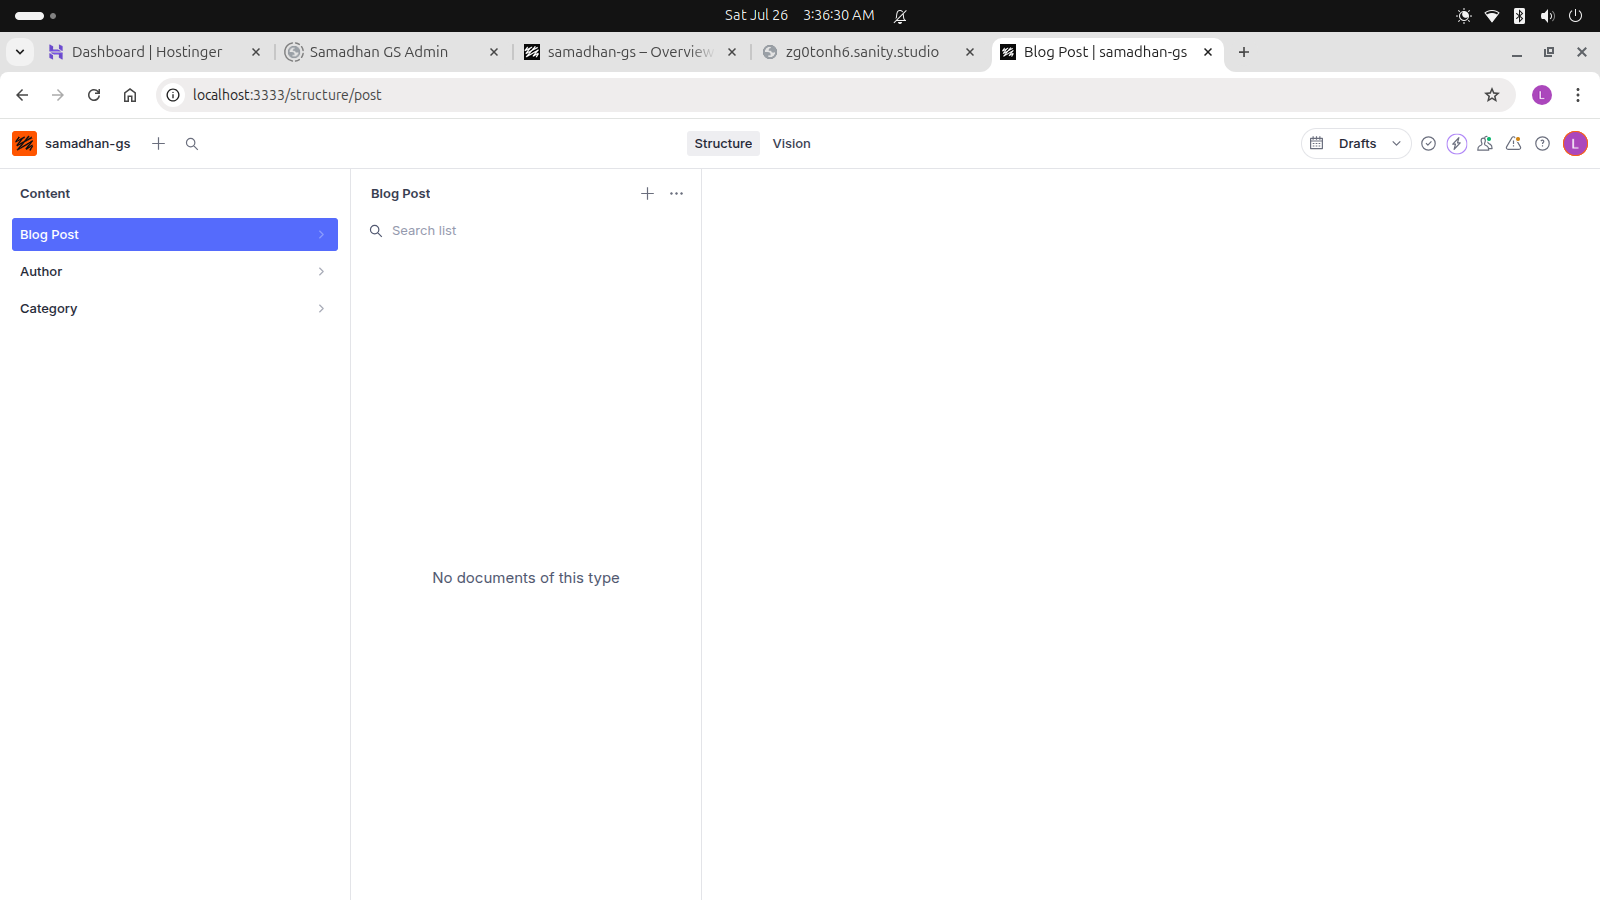 Sat Jul 26 3:36:30 AM
Dashboard | Hostinger
Samadhan GS Admin
samadhan-gs – Overview
zg0tonh6.sanity.studio
Blog Post | samadhan-gs
localhost:3333/structure/post
L
samadhan-gs
Structure
Vision
Drafts
L
Content
Blog Post
Author
Category
Blog Post
Search list
No documents of this type